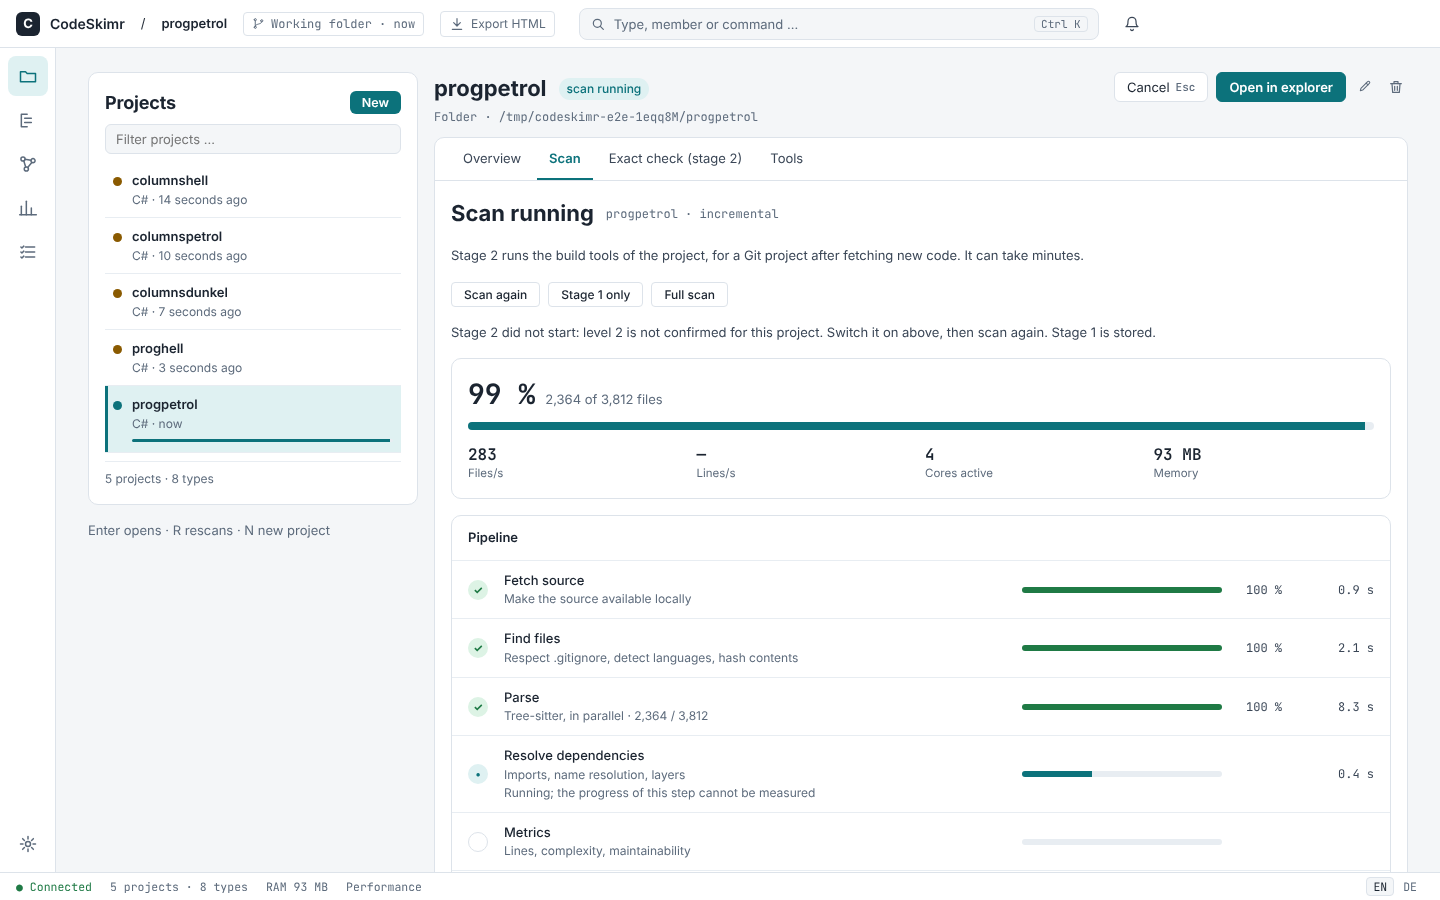 C CodeSkimr / progpetrol Working folder · now Export HTML Type, member or command ... Ctrl K
Projects New
Filter projects ...
columnshell
C# · 14 seconds ago
columnspetrol
C# · 10 seconds ago
columnsdunkel
C# · 7 seconds ago
proghell
C# · 3 seconds ago
progpetrol
C# · now
5 projects · 8 types
Enter opens · R rescans · N new project
progpetrol scan running Cancel Esc Open in explorer
Folder · /tmp/codeskimr-e2e-1eqq8M/progpetrol
Overview Scan Exact check (stage 2) Tools
Scan running progpetrol · incremental
Stage 2 runs the build tools of the project, for a Git project after fetching new code. It can take minutes.
Scan again Stage 1 only Full scan
Stage 2 did not start: level 2 is not confirmed for this project. Switch it on above, then scan again. Stage 1 is stored.
99 % 2,364 of 3,812 files
283 — 4 93 MB
Files/s Lines/s Cores active Memory
Pipeline
Fetch source
Make the source available locally 100 % 0.9 s
Find files
Respect .gitignore, detect languages, hash contents 100 % 2.1 s
Parse
Tree-sitter, in parallel · 2,364 / 3,812 100 % 8.3 s
Resolve dependencies
Imports, name resolution, layers 0.4 s
Running; the progress of this step cannot be measured
Metrics
Lines, complexity, maintainability
Connected 5 projects · 8 types RAM 93 MB Performance EN DE